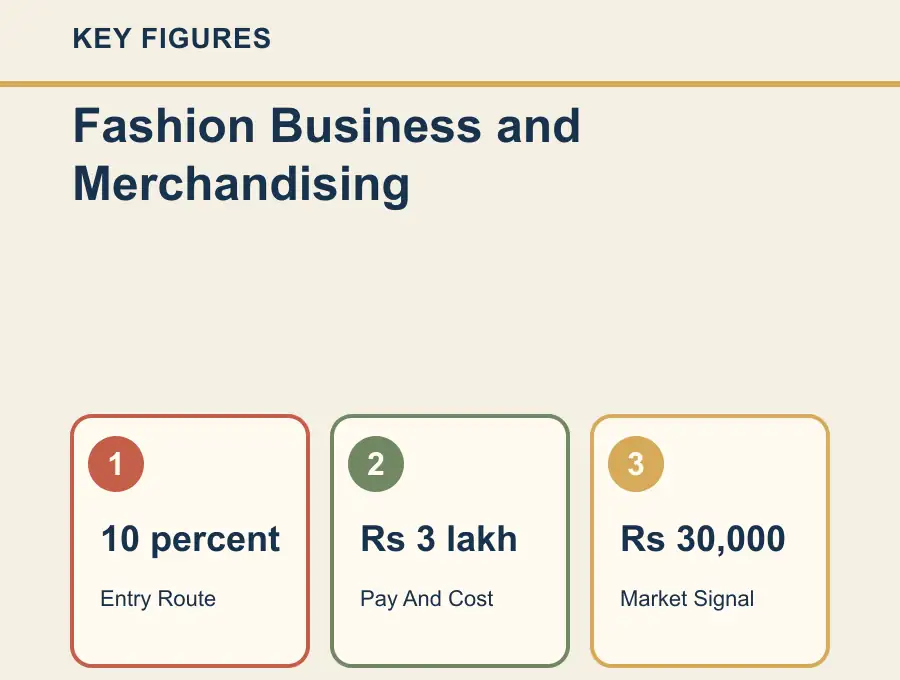 KEY FIGURES
Fashion Business and
Merchandising
1
10 percent
Entry Route
2
Rs 3 lakh
Pay And Cost
3
Rs 30,000
Market Signal